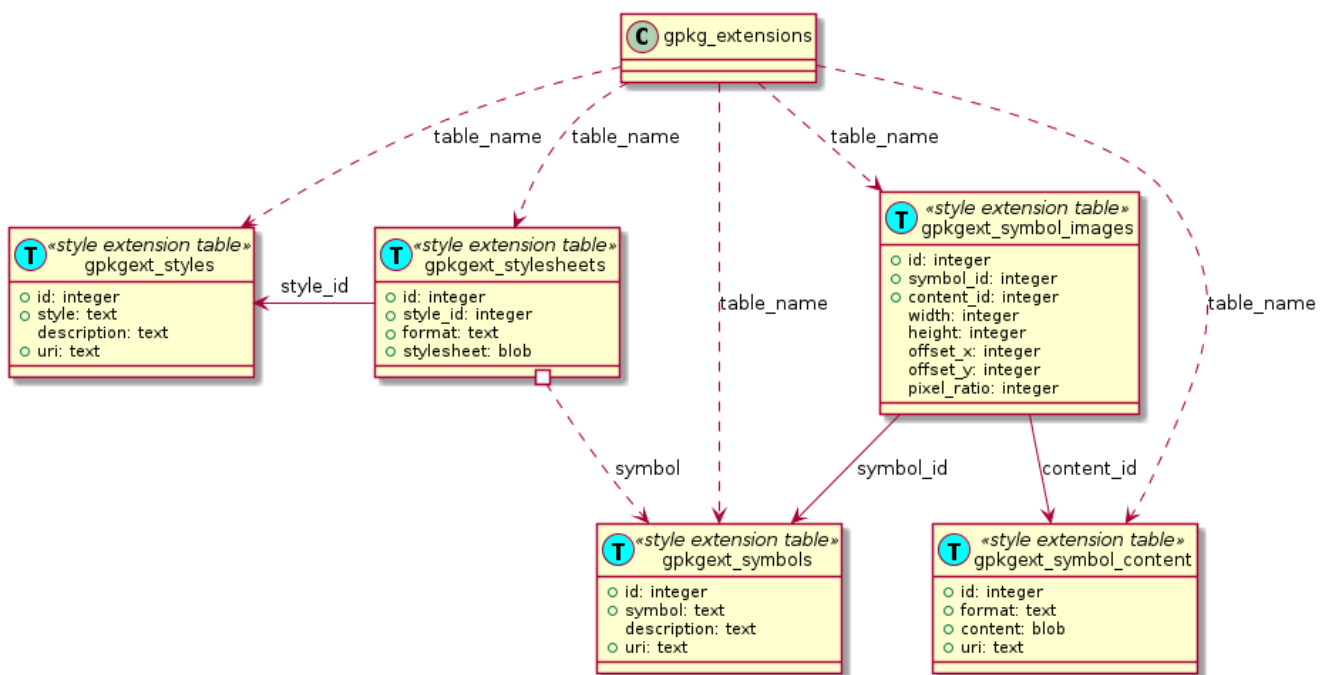 C gpkg_extensions
table_name
table_name
table_name
table_name
table_name
T «style extension table»
gpkgext_styles
id: integer
style: text
description: text
uri: text
style_id
T «style extension table»
gpkgext_stylesheets
id: integer
style_id: integer
format: text
stylesheet: blob
T «style extension table»
gpkgext_symbol_images
id: integer
symbol_id: integer
content_id: integer
width: integer
height: integer
offset_x: integer
offset_y: integer
pixel_ratio: integer
symbol
symbol_id
content_id
T «style extension table»
gpkgext_symbols
id: integer
symbol: text
description: text
uri: text
T «style extension table»
gpkgext_symbol_content
id: integer
format: text
content: blob
uri: text